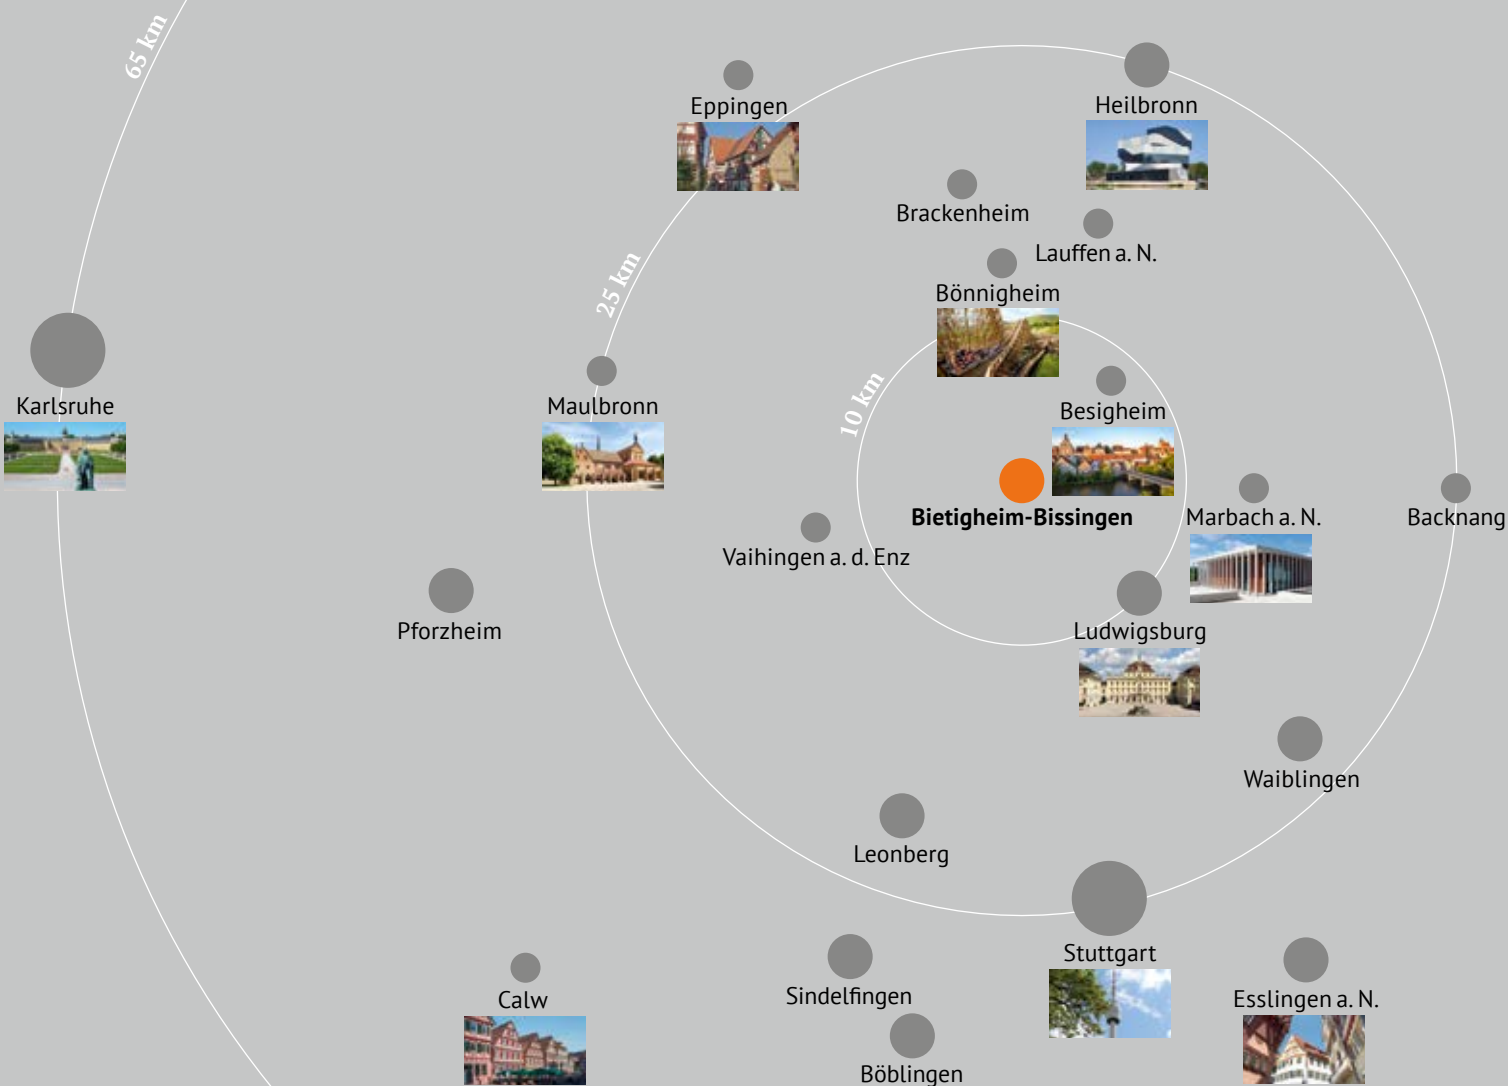 65 km
Eppingen
Heilbronn
Brackenheim
Lauffen a. N.
25 km
Bönnigheim
10 km
Karlsruhe
Maulbronn
Besigheim
Bietigheim-Bissingen
Marbach a. N.
Backnang
Vaihingen a. d. Enz
Pforzheim
Ludwigsburg
Waiblingen
Leonberg
Stuttgart
Sindelfingen
Esslingen a. N.
Calw
Böblingen